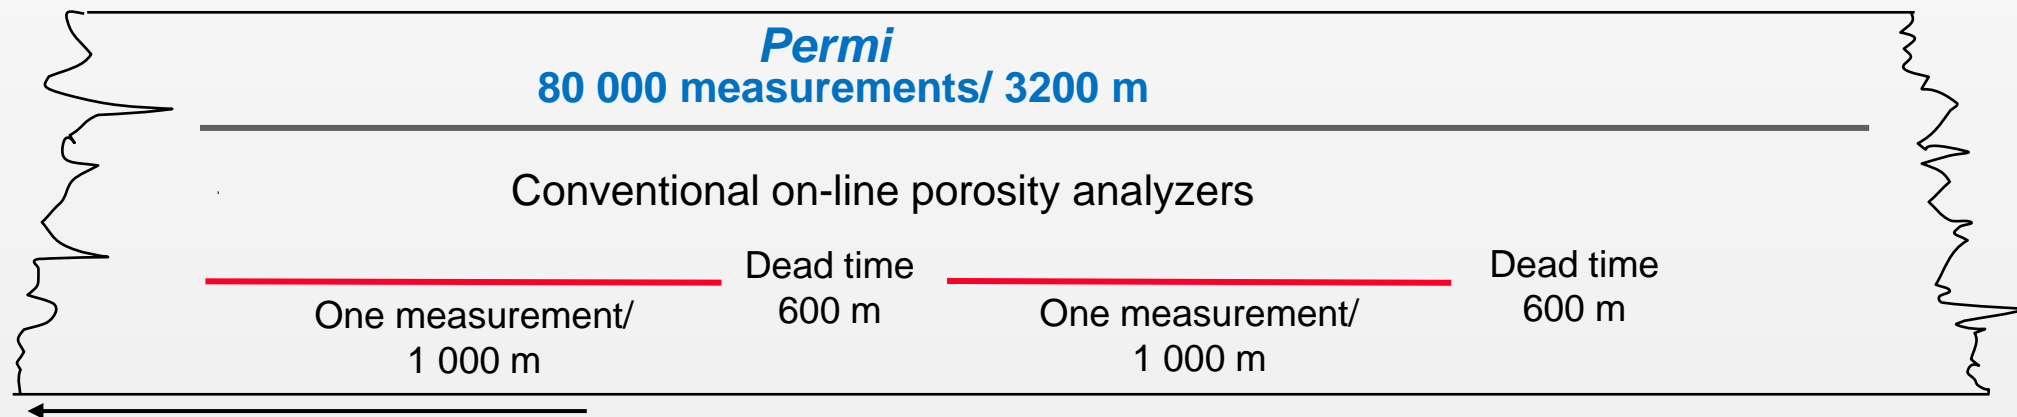 Permi
80 000 measurements/ 3200 m
Conventional on-line porosity analyzers
Dead time
600 m
Dead time
600 m
One measurement/
1 000 m
One measurement/
1 000 m